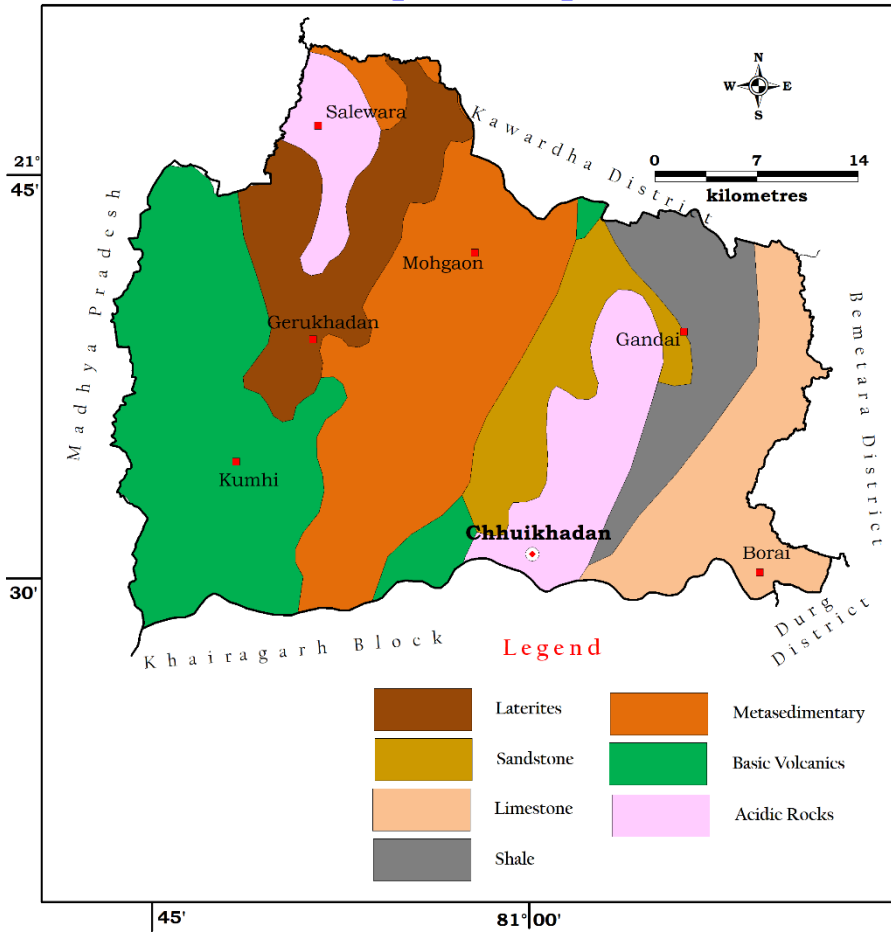 N
W E
S
Salewara
Kawardha District
21°
45'
0 7 14
kilometres
Madhya Pradesh
Mohgaon
Gerukhadan
Gandai
Bemetara District
Kumhi
Chhuikhadan
Borai
30'
Durg
District
Khairagarh Block
Legend
Laterites
Metasedimentary
Sandstone
Basic Volcanics
Limestone
Acidic Rocks
Shale
45'
81°00'